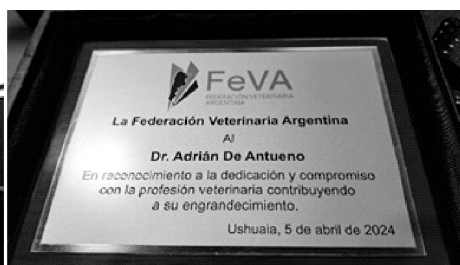 FeVA
FEDERACIÓN VETERINARIA
ARGENTINA
La Federación Veterinaria Argentina
Al
Dr. Adrián De Antueno
En reconocimiento a la dedicación y compromiso
con la profesión veterinaria contribuyendo
a su engrandecimiento.
Ushuaia, 5 de abril de 2024